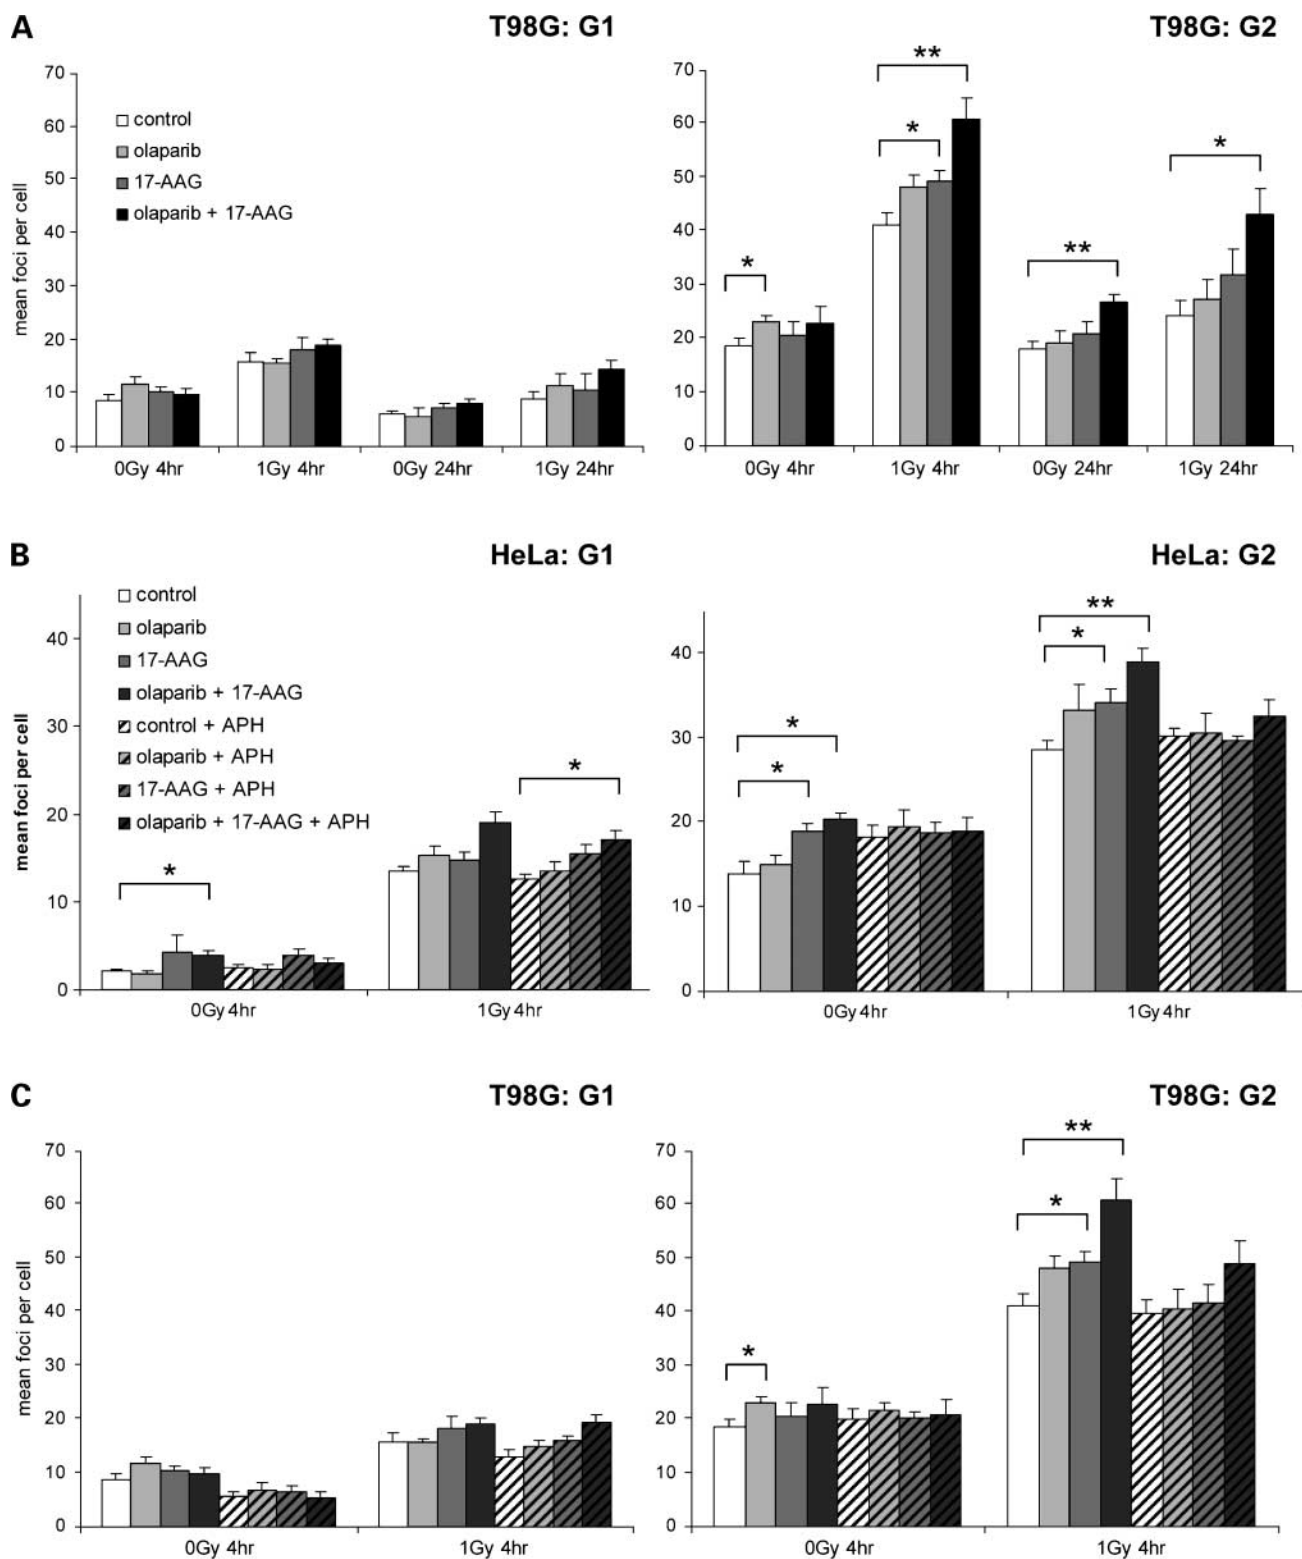 A
T98G: G1
T98G: G2
mean foci per cell
70
60
50
40
30
20
10
0
control
olaparib
17-AAG
olaparib + 17-AAG
0Gy 4hr
1Gy 4hr
0Gy 24hr
1Gy 24hr
70
60
50
40
30
20
10
0
*
**
*
**
*
0Gy 4hr
1Gy 4hr
0Gy 24hr
1Gy 24hr
B
HeLa: G1
HeLa: G2
mean foci per cell
40
30
20
10
0
control
olaparib
17-AAG
olaparib + 17-AAG
control + APH
olaparib + APH
17-AAG + APH
olaparib + 17-AAG + APH
*
*
0Gy 4hr
1Gy 4hr
40
30
20
10
0
*
*
**
*
0Gy 4hr
1Gy 4hr
C
T98G: G1
T98G: G2
mean foci per cell
70
60
50
40
30
20
10
0
0Gy 4hr
1Gy 4hr
70
60
50
40
30
20
10
0
*
**
*
0Gy 4hr
1Gy 4hr